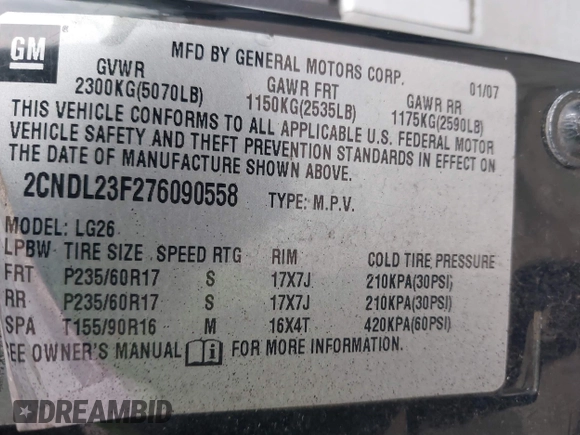 GM
MFD BY GENERAL MOTORS CORP.
01/07
GVWR
2300KG(5070LB)
GAWR FRT
1150KG(2535LB)
GAWR RR
1175KG(2590LB)
THIS VEHICLE CONFORMS TO ALL APPLICABLE U.S. FEDERAL MOTOR
VEHICLE SAFETY AND THEFT PREVENTION STANDARDS IN EFFECT ON
THE DATE OF MANUFACTURE SHOWN ABOVE.
2CNDL23F276090558 TYPE: M.P.V.
MODEL: LG26
LPBW TIRE SIZE SPEED RTG RIM COLD TIRE PRESSURE
FRT P235/60R17 S 17X7J 210KPA(30PSI)
RR P235/60R17 S 17X7J 210KPA(30PSI)
SPA T155/90R16 M 16X4T 420KPA(60PSI)
EE OWNER'S MANUAL FOR MORE INFORMATION.
DREAMBID